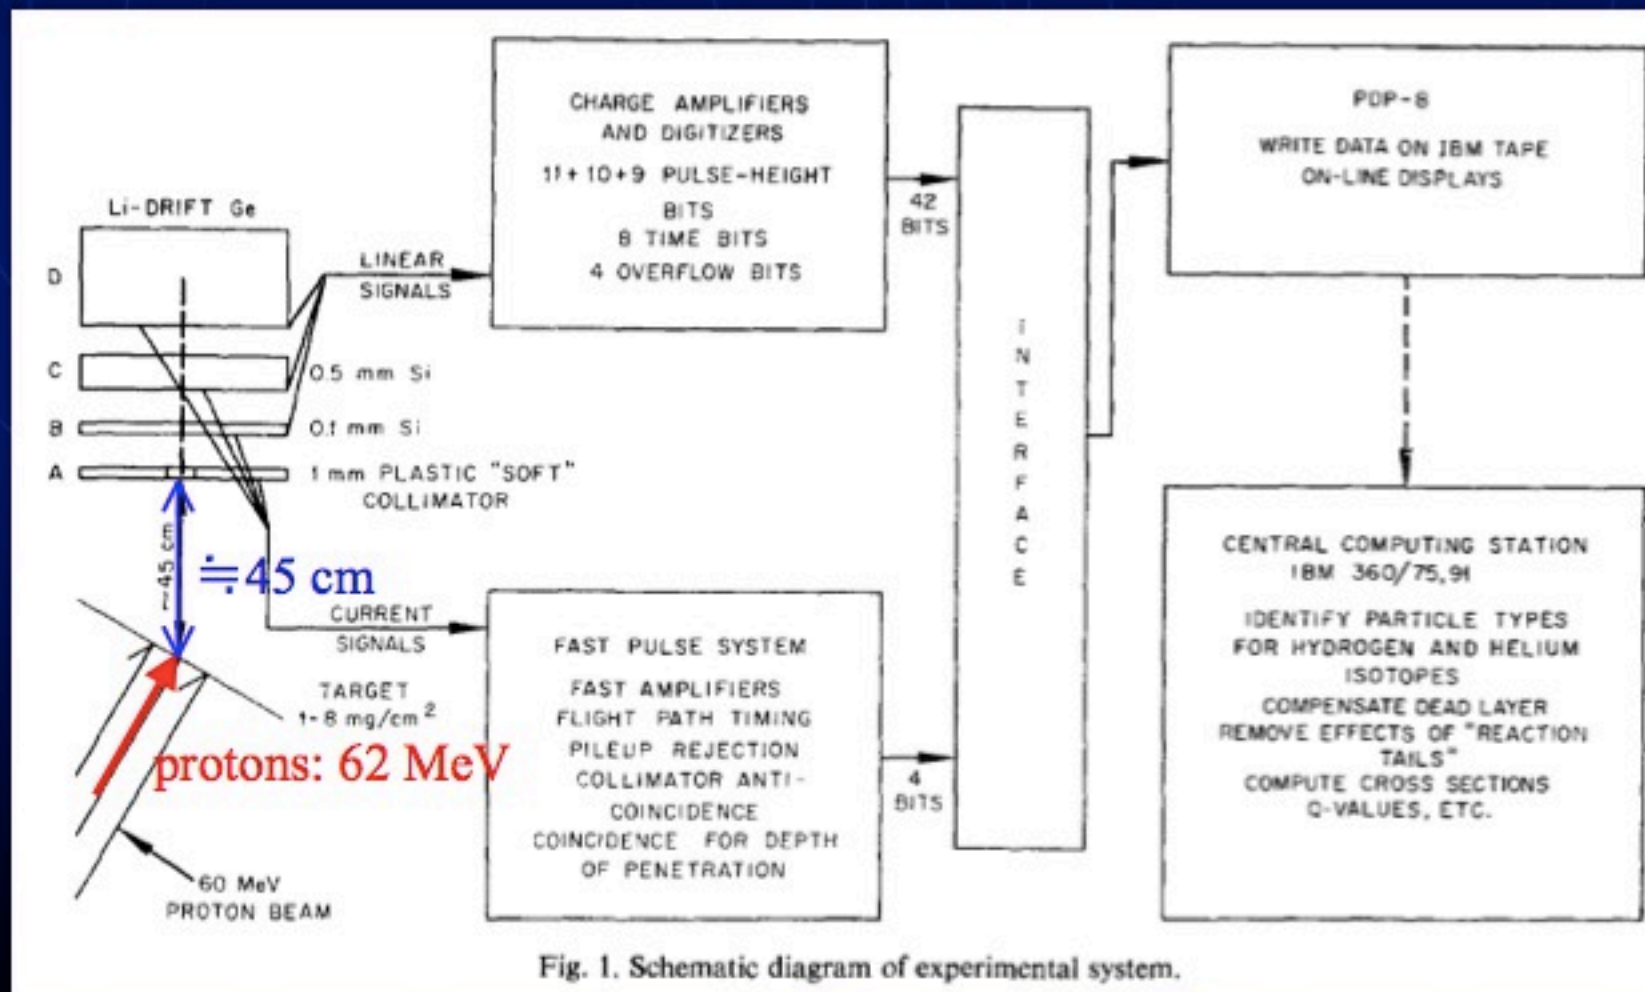 Li-DRIFT Ge
D
C
0.5 mm Si
B
0.1 mm Si
A
1 mm PLASTIC "SOFT"
COLLIMATOR
~45 cm
≒45 cm
LINEAR
SIGNALS
CURRENT
SIGNALS
TARGET
1-8 mg/cm²
protons: 62 MeV
60 MeV
PROTON BEAM
CHARGE AMPLIFIERS
AND DIGITIZERS
11+10+9 PULSE-HEIGHT
BITS
8 TIME BITS
4 OVERFLOW BITS
42
BITS
FAST PULSE SYSTEM
FAST AMPLIFIERS
FLIGHT PATH TIMING
PILEUP REJECTION
COLLIMATOR ANTI-
COINCIDENCE
COINCIDENCE FOR DEPTH
OF PENETRATION
4
BITS
INTERFACE
PDP-8
WRITE DATA ON IBM TAPE
ON-LINE DISPLAYS
CENTRAL COMPUTING STATION
IBM 360/75,91
IDENTIFY PARTICLE TYPES
FOR HYDROGEN AND HELIUM
ISOTOPES
COMPENSATE DEAD LAYER
REMOVE EFFECTS OF "REACTION
TAILS"
COMPUTE CROSS SECTIONS
Q-VALUES, ETC.
Fig. 1. Schematic diagram of experimental system.